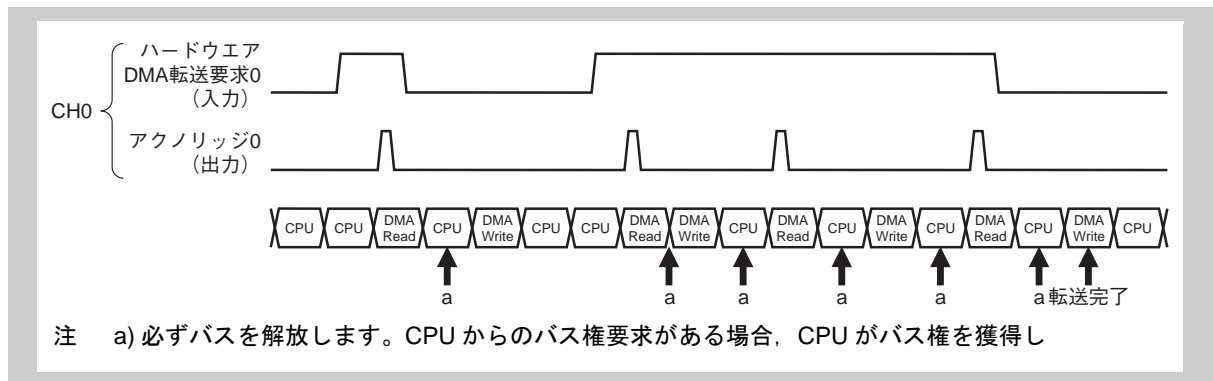 ハードウエア
DMA転送要求0
（入力）
CH0
アクノリッジ0
（出力）
CPU CPU DMA Read CPU DMA Write CPU CPU DMA Read DMA Write CPU DMA Read CPU DMA Write CPU DMA Read CPU DMA Write CPU
a a a a a a 転送完了
注 a) 必ずバスを解放します。CPU からのバス権要求がある場合，CPU がバス権を獲得し